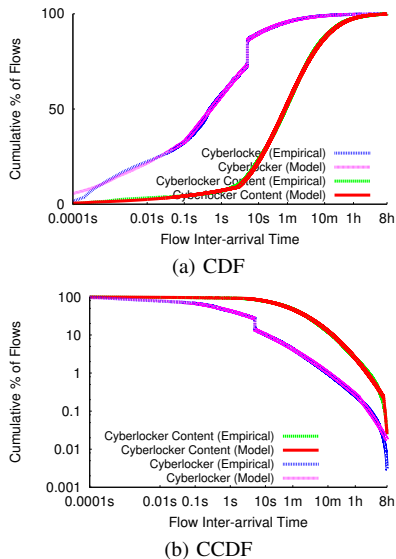 100
50
0
Cumulative % of Flows
Cyberlocker (Empirical)
Cyberlocker (Model)
Cyberlocker Content (Empirical)
Cyberlocker Content (Model)
0.0001s 0.01s 0.1s 1s 10s 1m 10m 1h 8h
Flow Inter-arrival Time
(a) CDF
100
10
1
0.1
0.01
0.001
Cumulative % of Flows
Cyberlocker Content (Empirical)
Cyberlocker Content (Model)
Cyberlocker (Empirical)
Cyberlocker (Model)
0.0001s 0.01s 0.1s 1s 10s 1m 10m 1h 8h
Flow Inter-arrival Time
(b) CCDF